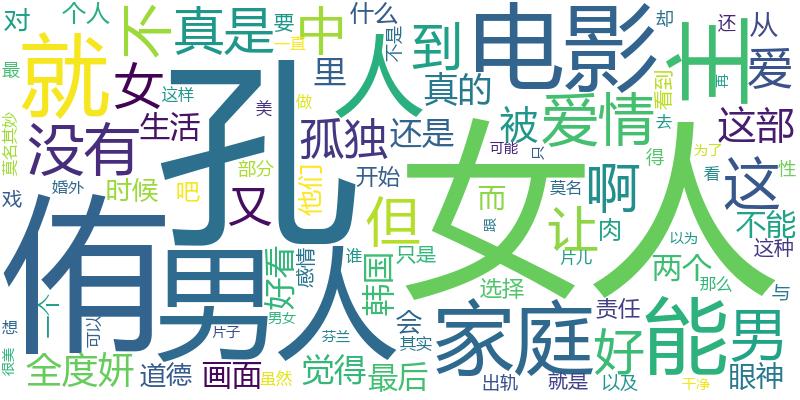 对 个人 不 真是 要 中 什么 不是 到 电影 却 主 还 从
最 就 女 这样 孔 美 一直 做 里 人 真的 看到 再 爱
莫名其妙 没有 生活 孤独 还是 被 爱情 去 这部
时候 吧 部分 又 他们 开始 但 而 可能 只 莫名 啊 得 为了 看 这 性
戏 婚外 侑 男人 好看 感情 谁 韩国 只是 跟 女人 让 肉 片儿 以为 两个 不能 这种
想 一个 可以 片子 男女 芬兰 会 选择 家庭 责任 好 能 那么 男 与
很美 全度妍 道德 画面 虽然 觉得 最后 其实 出轨 就是 以及 干净 眼神